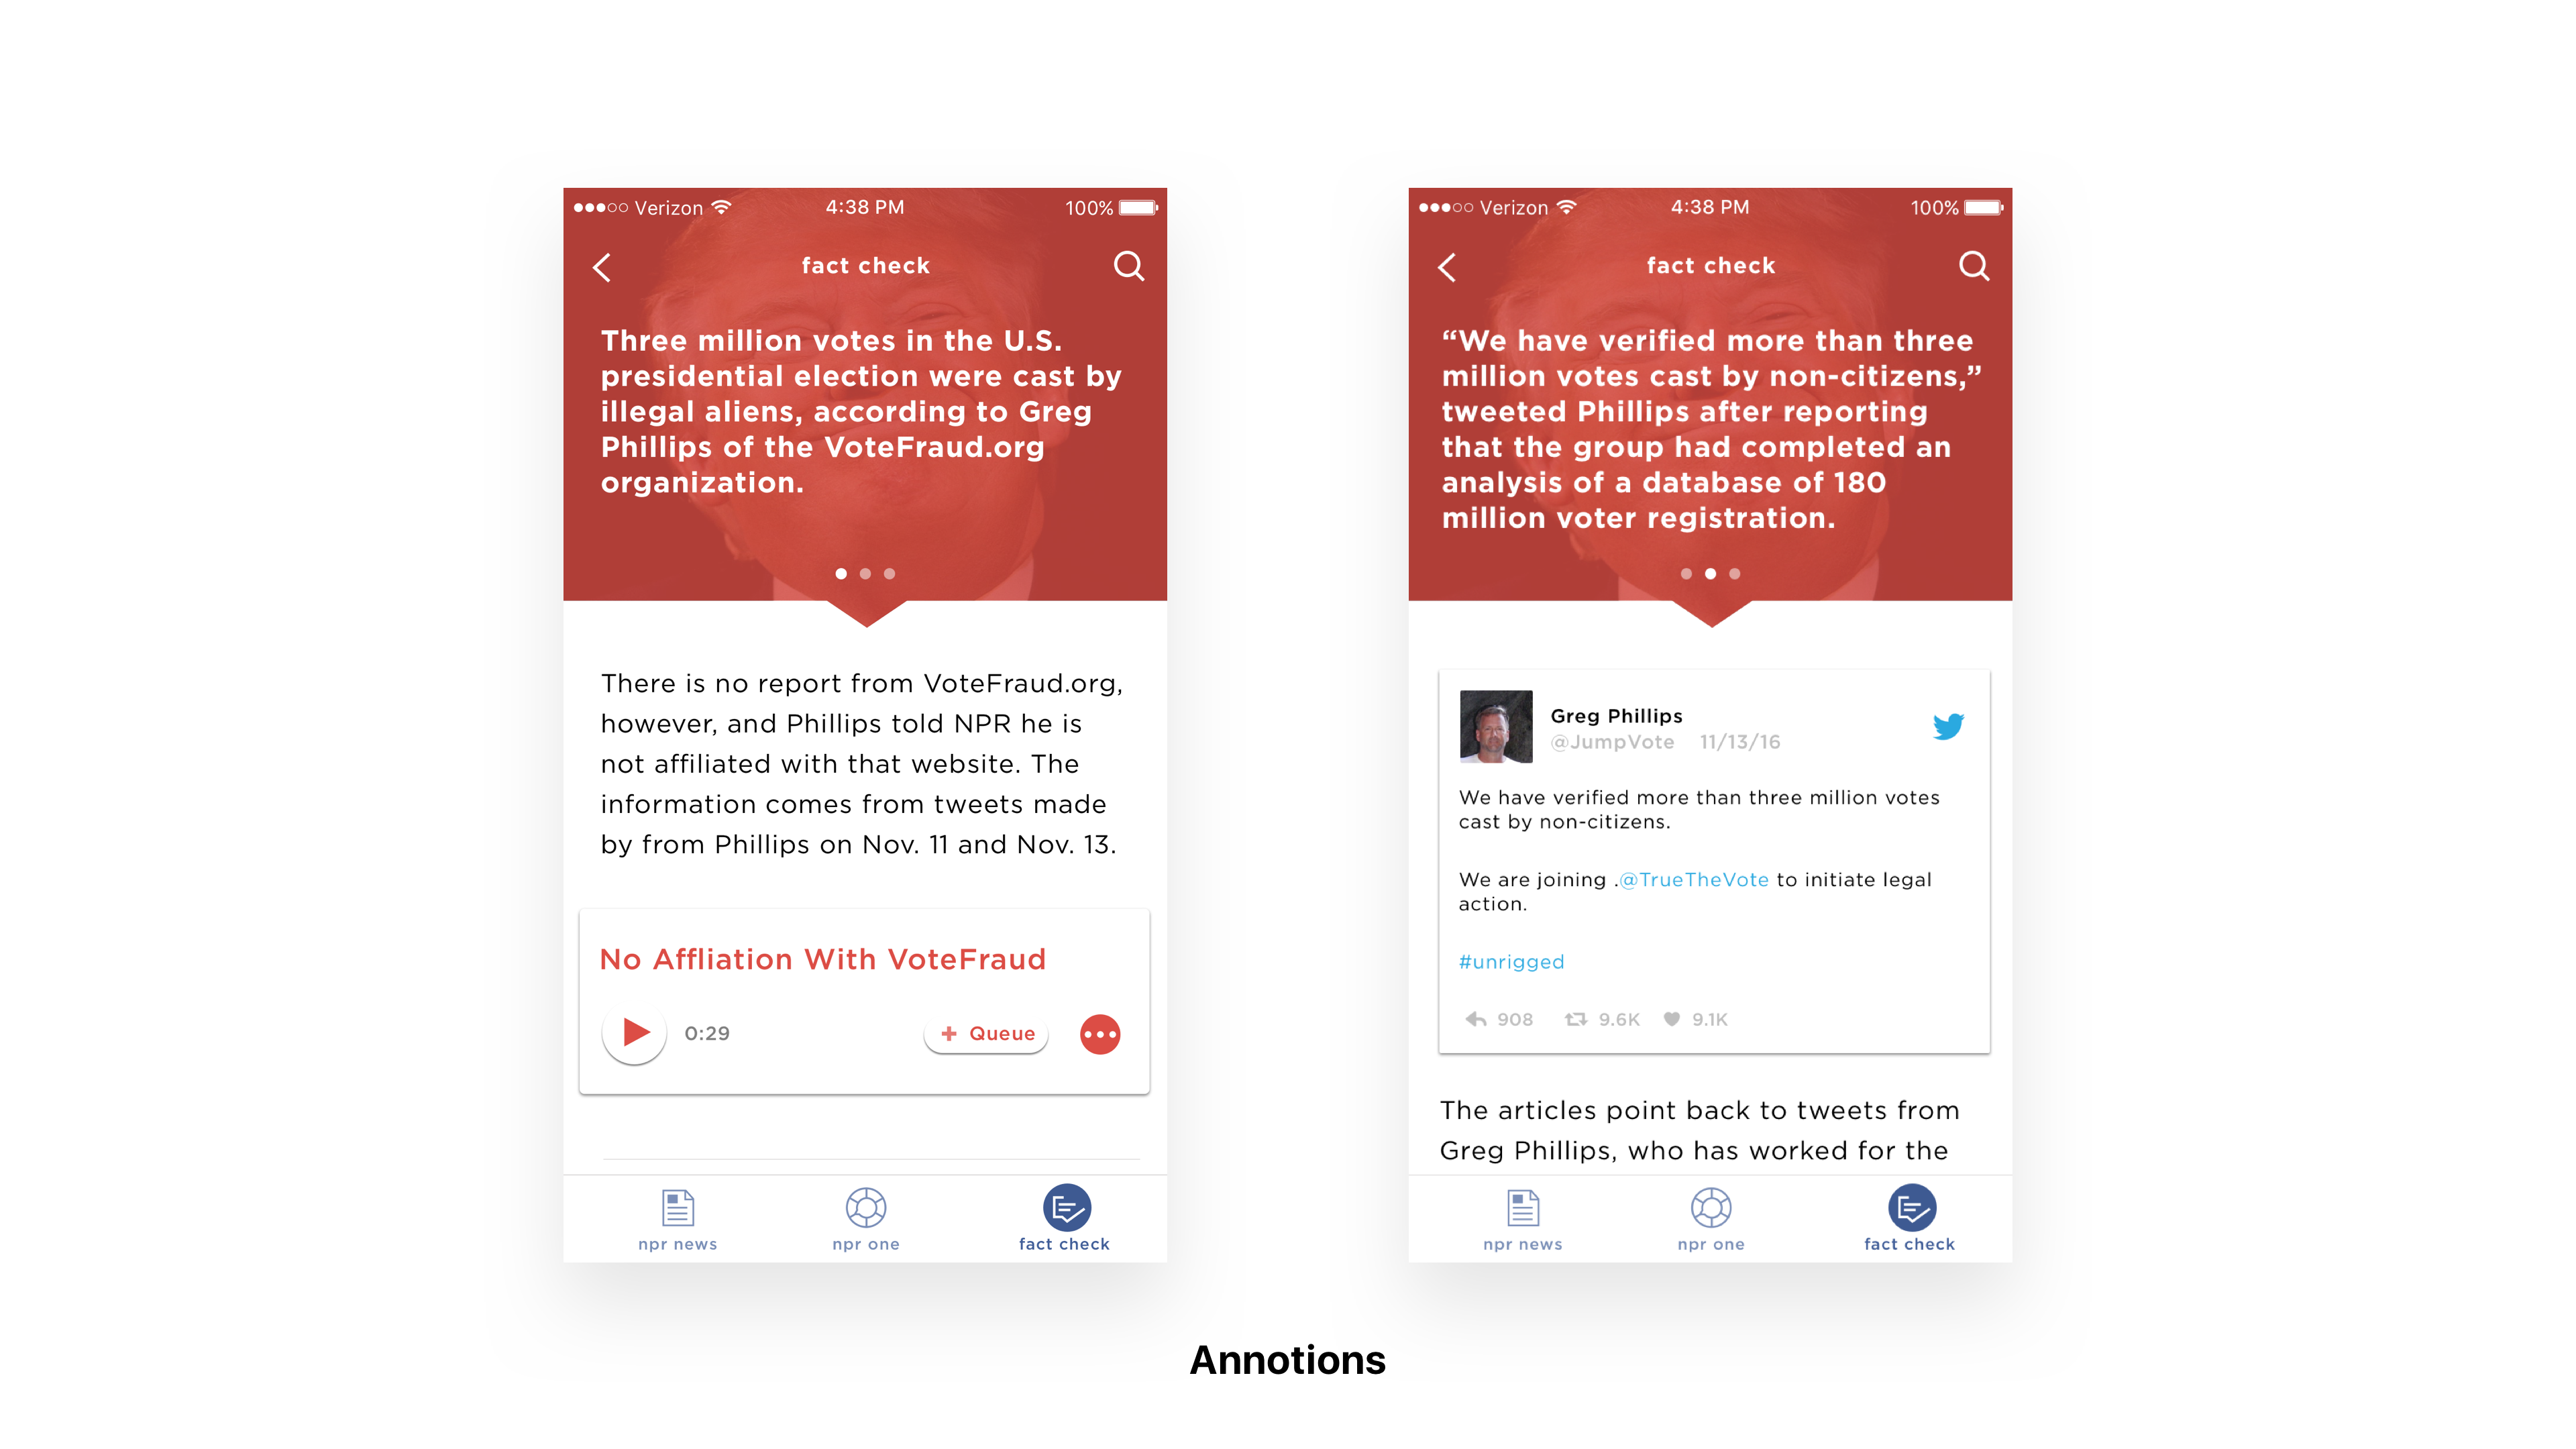 Verizon 4:38 PM 100%
fact check
Three million votes in the U.S.
presidential election were cast by
illegal aliens, according to Greg
Phillips of the VoteFraud.org
organization.
There is no report from VoteFraud.org,
however, and Phillips told NPR he is
not affiliated with that website. The
information comes from tweets made
by from Phillips on Nov. 11 and Nov. 13.
No Affliation With VoteFraud
0:29 + Queue
npr news npr one fact check
Verizon 4:38 PM 100%
fact check
“We have verified more than three
million votes cast by non-citizens,”
tweeted Phillips after reporting
that the group had completed an
analysis of a database of 180
million voter registration.
Greg Phillips
@JumpVote 11/13/16
We have verified more than three million votes
cast by non-citizens.
We are joining .@TrueTheVote to initiate legal
action.
#unrigged
908 9.6K 9.1K
The articles point back to tweets from
Greg Phillips, who has worked for the
npr news npr one fact check
Annotions